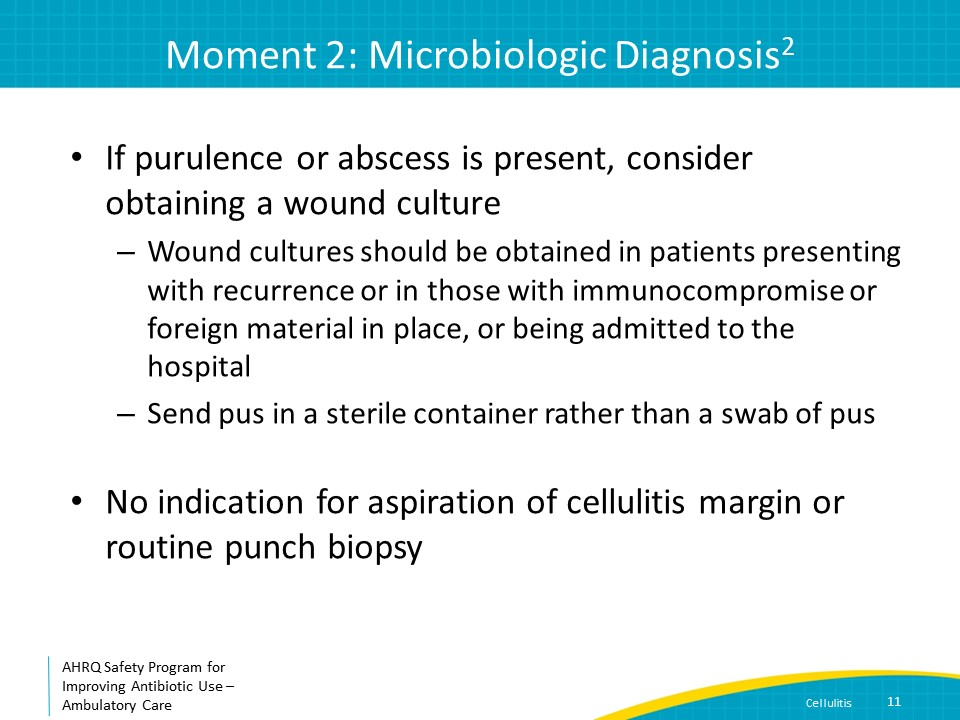 Moment 2: Microbiologic Diagnosis²
• If purulence or abscess is present, consider
obtaining a wound culture
– Wound cultures should be obtained in patients presenting
with recurrence or in those with immunocompromise or
foreign material in place, or being admitted to the
hospital
– Send pus in a sterile container rather than a swab of pus
• No indication for aspiration of cellulitis margin or
routine punch biopsy
AHRQ Safety Program for
Improving Antibiotic Use –
Ambulatory Care
Cellulitis 11